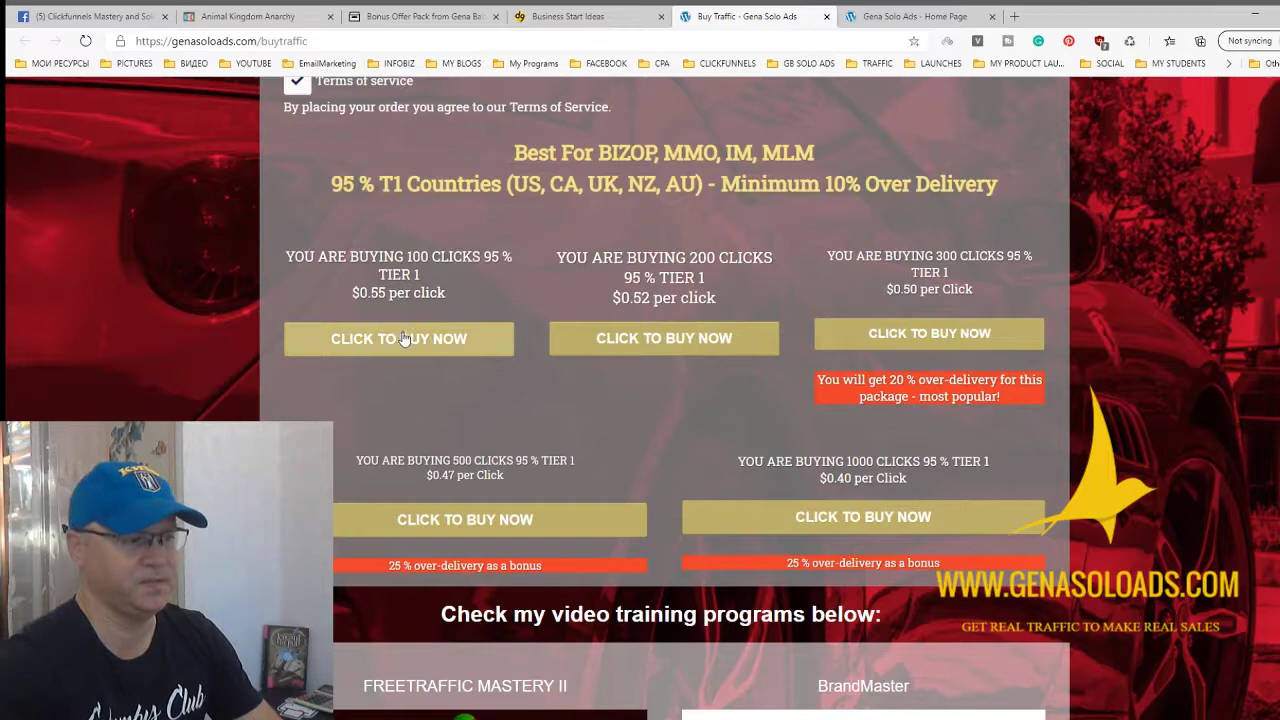 (5) Clickfunnels Mastery and Sol
Animal Kingdom Anarchy
Bonus Offer Pack from Gena Ba
Business Start Ideas
Buy Traffic - Gena Solo Ads
Gena Solo Ads - Home Page
https://genasoloads.com/buytraffic
Not syncing
МОИ РЕСУРСЫ
PICTURES
ВИДЕО
YOUTUBE
EmailMarketing
INFOBIZ
MY BLOGS
My Programs
FACEBOOK
CPA
CLICKFUNNELS
GB SOLO ADS
TRAFFIC
LAUNCHES
MY PRODUCT LAU...
SOCIAL
MY STUDENTS
Terms of service
By placing your order you agree to our Terms of Service.
Best For BIZOP, MMO, IM, MLM
95 % T1 Countries (US, CA, UK, NZ, AU) - Minimum 10% Over Delivery
YOU ARE BUYING 100 CLICKS 95 %
TIER 1
$0.55 per click
CLICK TO BUY NOW
YOU ARE BUYING 200 CLICKS
95 % TIER 1
$0.52 per click
CLICK TO BUY NOW
YOU ARE BUYING 300 CLICKS 95 %
TIER 1
$0.50 per click
CLICK TO BUY NOW
You will get 20 % over-delivery for this
package - most popular!
YOU ARE BUYING 500 CLICKS 95 % TIER 1
$0.47 per Click
CLICK TO BUY NOW
25 % over-delivery as a bonus
YOU ARE BUYING 1000 CLICKS 95 % TIER 1
$0.40 per Click
CLICK TO BUY NOW
25 % over-delivery as a bonus
WWW.GENASOLOADS.COM
GET REAL TRAFFIC TO MAKE REAL SALES
Check my video training programs below:
FREETRAFFIC MASTERY II
BrandMaster